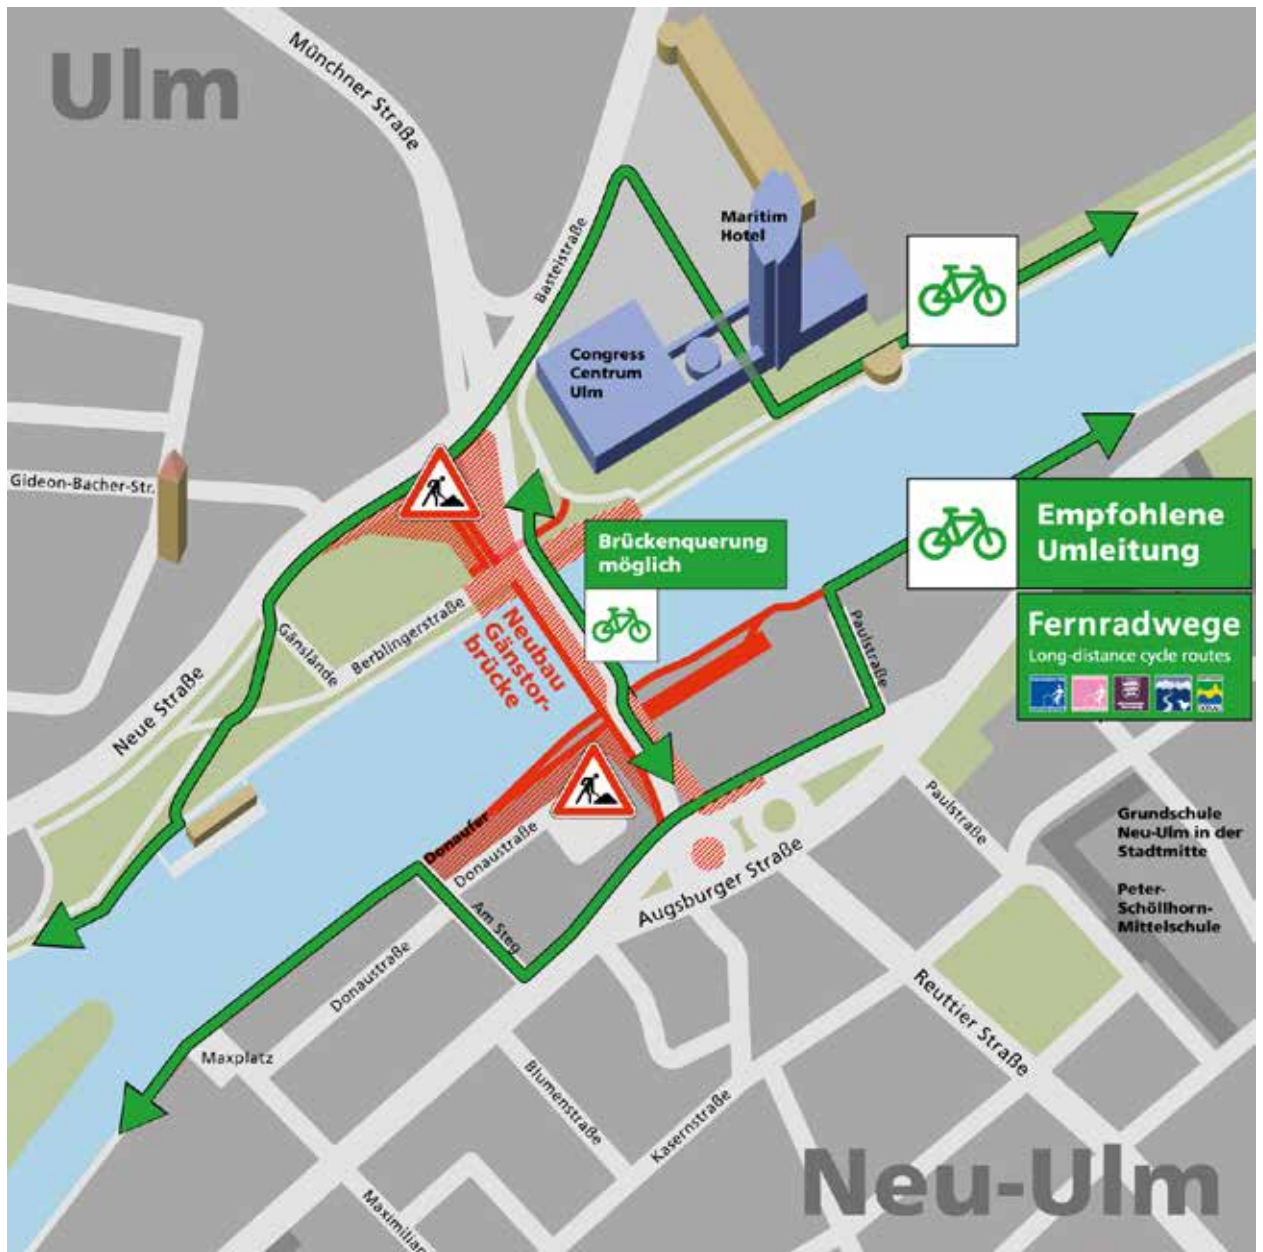 Ulm
Münchner Straße
Basteistraße
Maritim
Hotel
Congress
Centrum
Ulm
Gideon-Bacher-Str.
Brückenquerung
möglich
Empfohlene
Umleitung
Fernradwege
Long-distance cycle routes
Neubau
Gänstor-
brücke
Gänslände
Berblingerstraße
Neue Straße
Paulstraße
Donaufer
Donaustraße
Augsburger Straße
Paulstraße
Grundschule
Neu-Ulm in der
Stadtmitte
Peter-
Schöllhorn-
Mittelschule
Am Steg
Donaustraße
Reuttier Straße
Maxplatz
Blumenstraße
Kasernstraße
Neu-Ulm